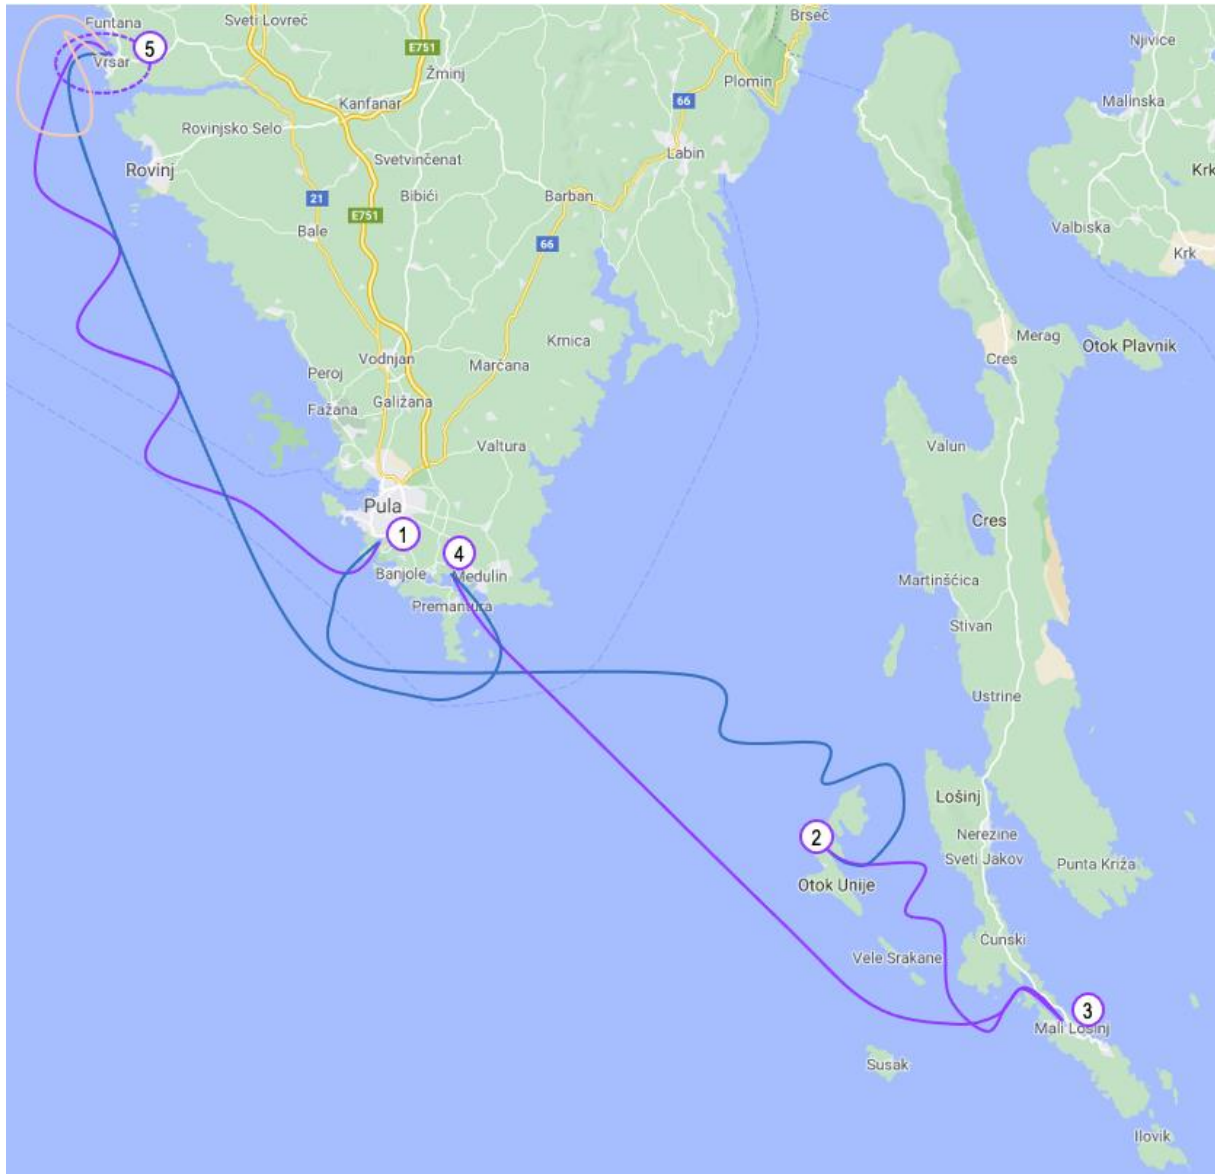 Funtana
Sveti Lovreč
Brseč
5
E751
Njivice
Vrsar
Žminj
Plomin
66
Malinska
Kanfanar
Rovinjsko Selo
Labin
Svetvinčenat
Rovinj
Krk
21
Bibići
Barban
E751
Bale
66
Valbiska
Krk
Krnica
Merag
Otok Plavnik
Vodnjan
Cres
Peroj
Marčana
Fažana
Galižana
Valtura
Valun
Pula
1
Cres
4
Banjole
Medulin
Martinščica
Premantura
Stivan
Ustrine
Lošinj
2
Nerezine
Sveti Jakov
Punta Križa
Otok Unije
Ćunski
Vele Srakane
3
Mali Lošinj
Susak
Ilovik